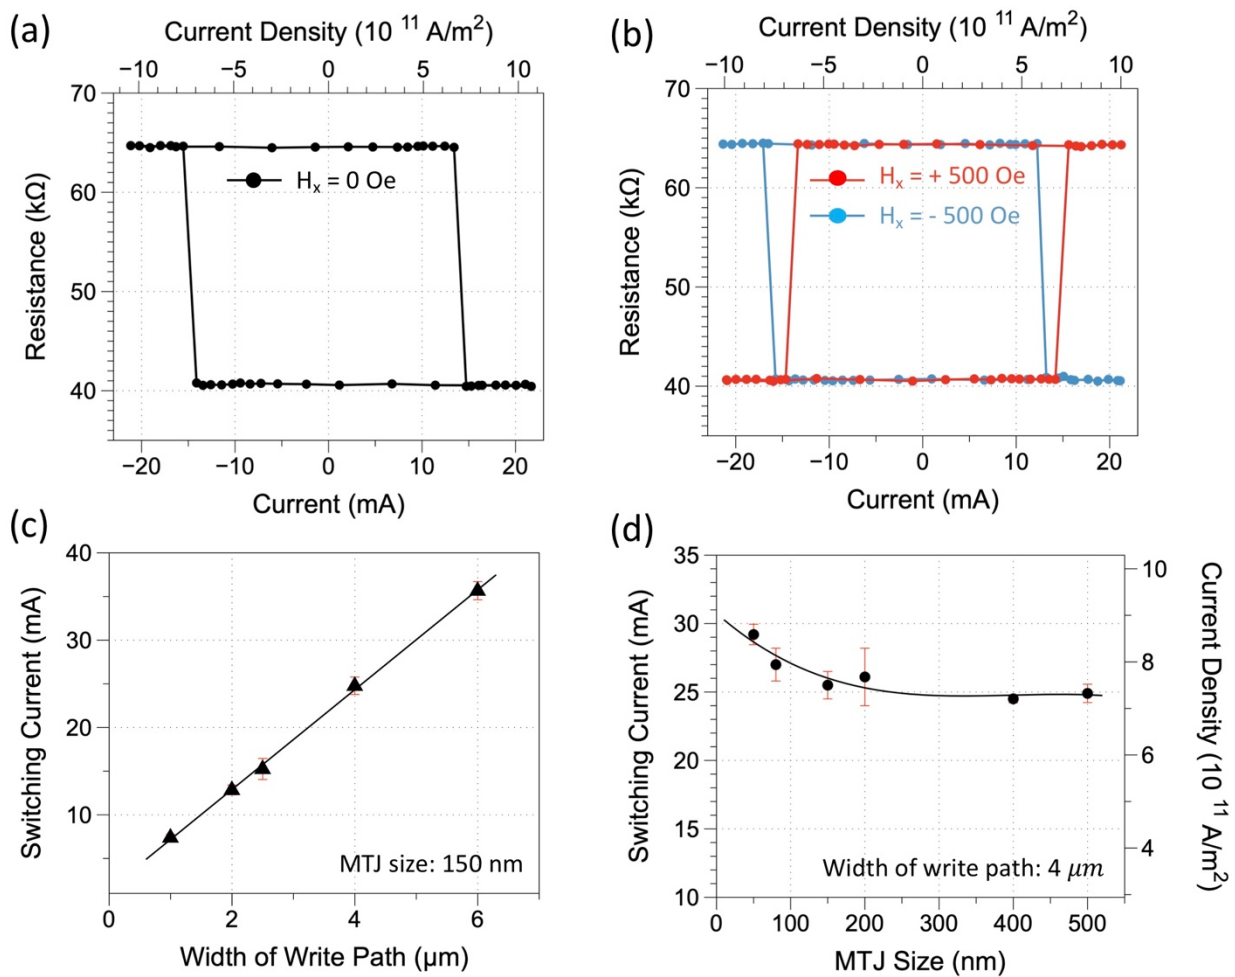 (a)
Current Density (10 ¹¹ A/m²)
−10 −5 0 5 10
70
60
50
40
Resistance (kΩ)
Hₓ = 0 Oe
−20 −10 0 10 20
Current (mA)
(b)
Current Density (10 ¹¹ A/m²)
−10 −5 0 5 10
70
60
50
40
Resistance (kΩ)
Hₓ = + 500 Oe
Hₓ = - 500 Oe
−20 −10 0 10 20
Current (mA)
(c)
40
30
20
10
Switching Current (mA)
MTJ size: 150 nm
0 2 4 6
Width of Write Path (µm)
(d)
35
30
25
20
15
10
Switching Current (mA)
10
8
6
4
Current Density (10 ¹¹ A/m²)
Width of write path: 4 μm
0 100 200 300 400 500
MTJ Size (nm)